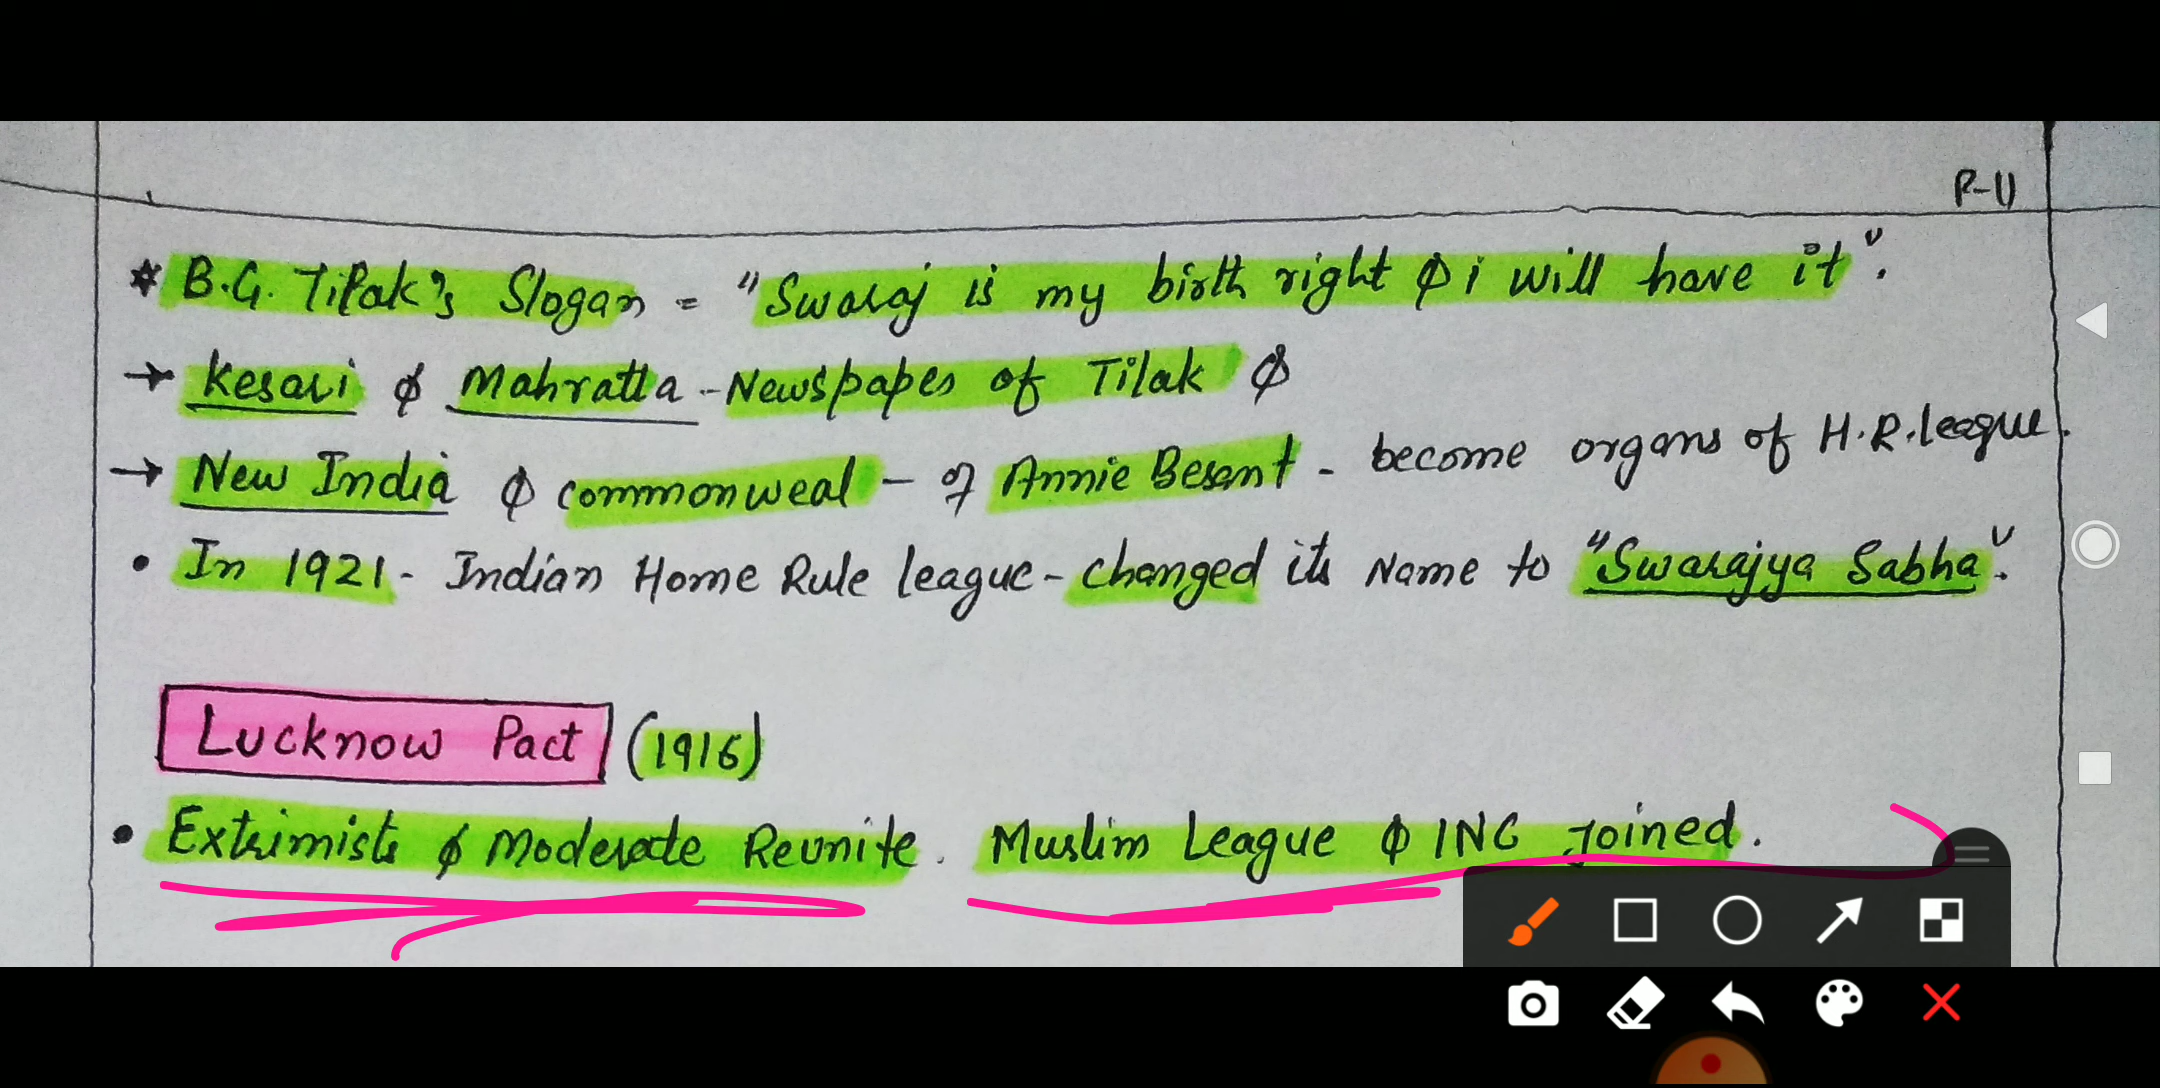 P-11
* B.G. Tilak's Slogan = "Swaraj is my birth right & i will have it".
→ Kesari & Mahratta - Newspapes of Tilak &
→ New India & Commonweal - of Annie Besant - become organs of H.R. league.
• In 1921 - Indian Home Rule league - changed its Name to "Swarajya Sabha".
Lucknow Pact (1916)
• Extrimists & Moderate Reunite. Muslim League & INC Joined.